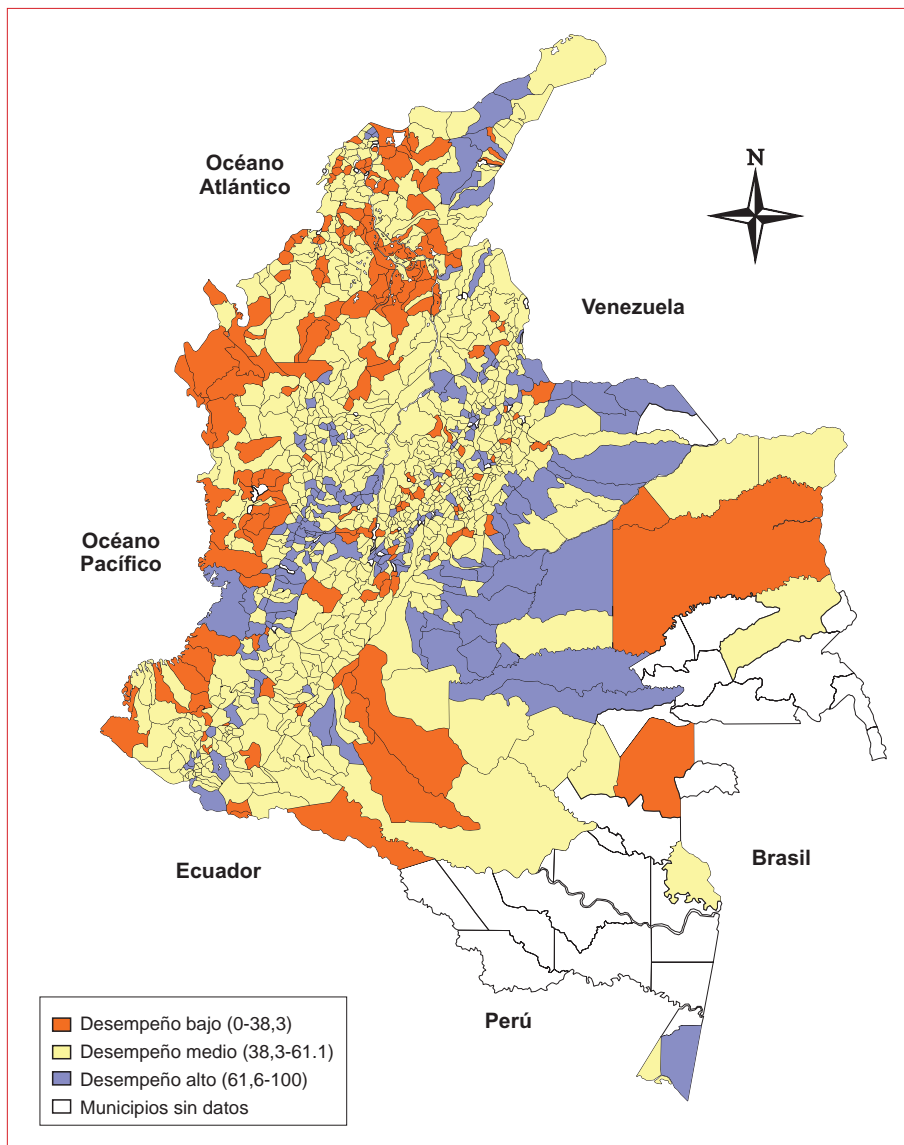 Océano
Atlántico
N
Venezuela
Océano
Pacífico
Ecuador
Brasil
Perú
Desempeño bajo (0-38,3)
Desempeño medio (38,3-61.1)
Desempeño alto (61,6-100)
Municipios sin datos